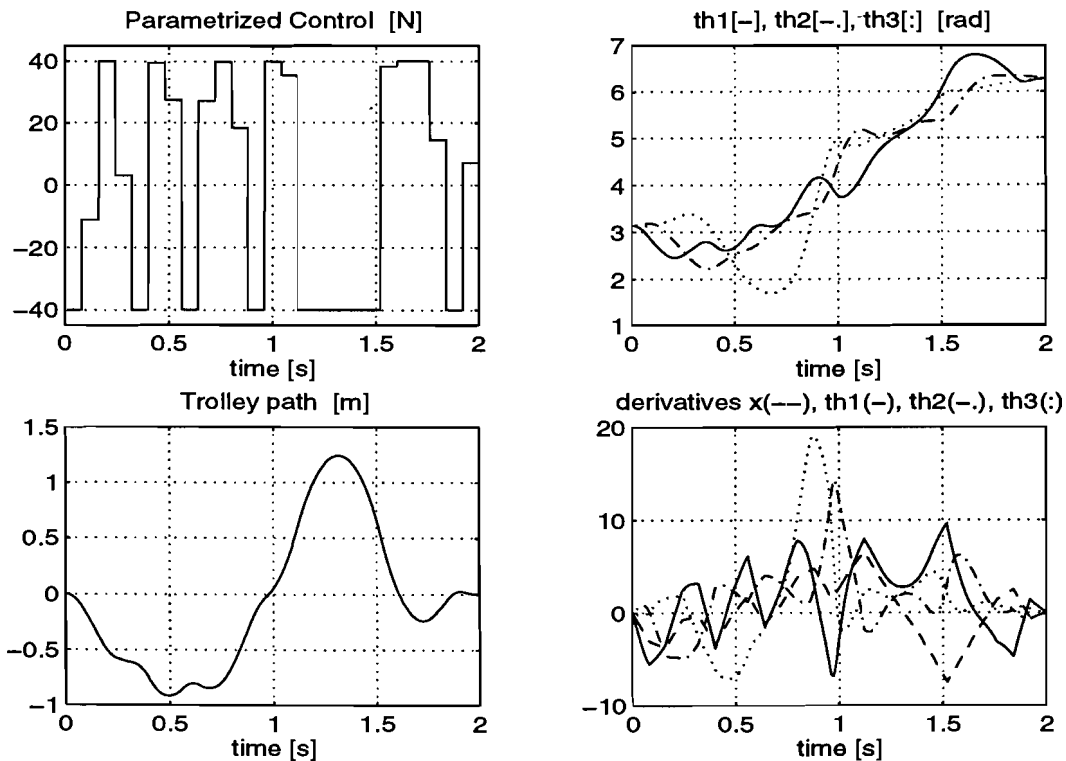 Parametrized Control [N]
40
20
0
-20
-40
0 0.5 1 1.5 2
time [s]
th1[-], th2[-.], th3[:] [rad]
7
6
5
4
3
2
1
0 0.5 1 1.5 2
time [s]
Trolley path [m]
1.5
1
0.5
0
-0.5
-1
0 0.5 1 1.5 2
time [s]
derivatives x(--), th1(-), th2(-.), th3(:)
20
10
0
-10
0 0.5 1 1.5 2
time [s]